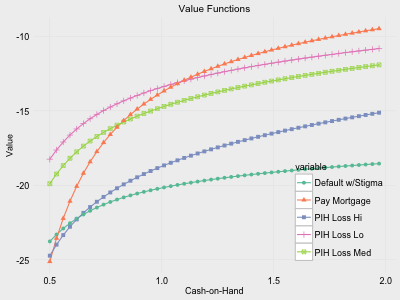 Value Functions
-10
-15
-20
-25
Value
0.5
1.0
1.5
2.0
Cash-on-Hand
variable
Default w/Stigma
Pay Mortgage
PIH Loss Hi
PIH Loss Lo
PIH Loss Med